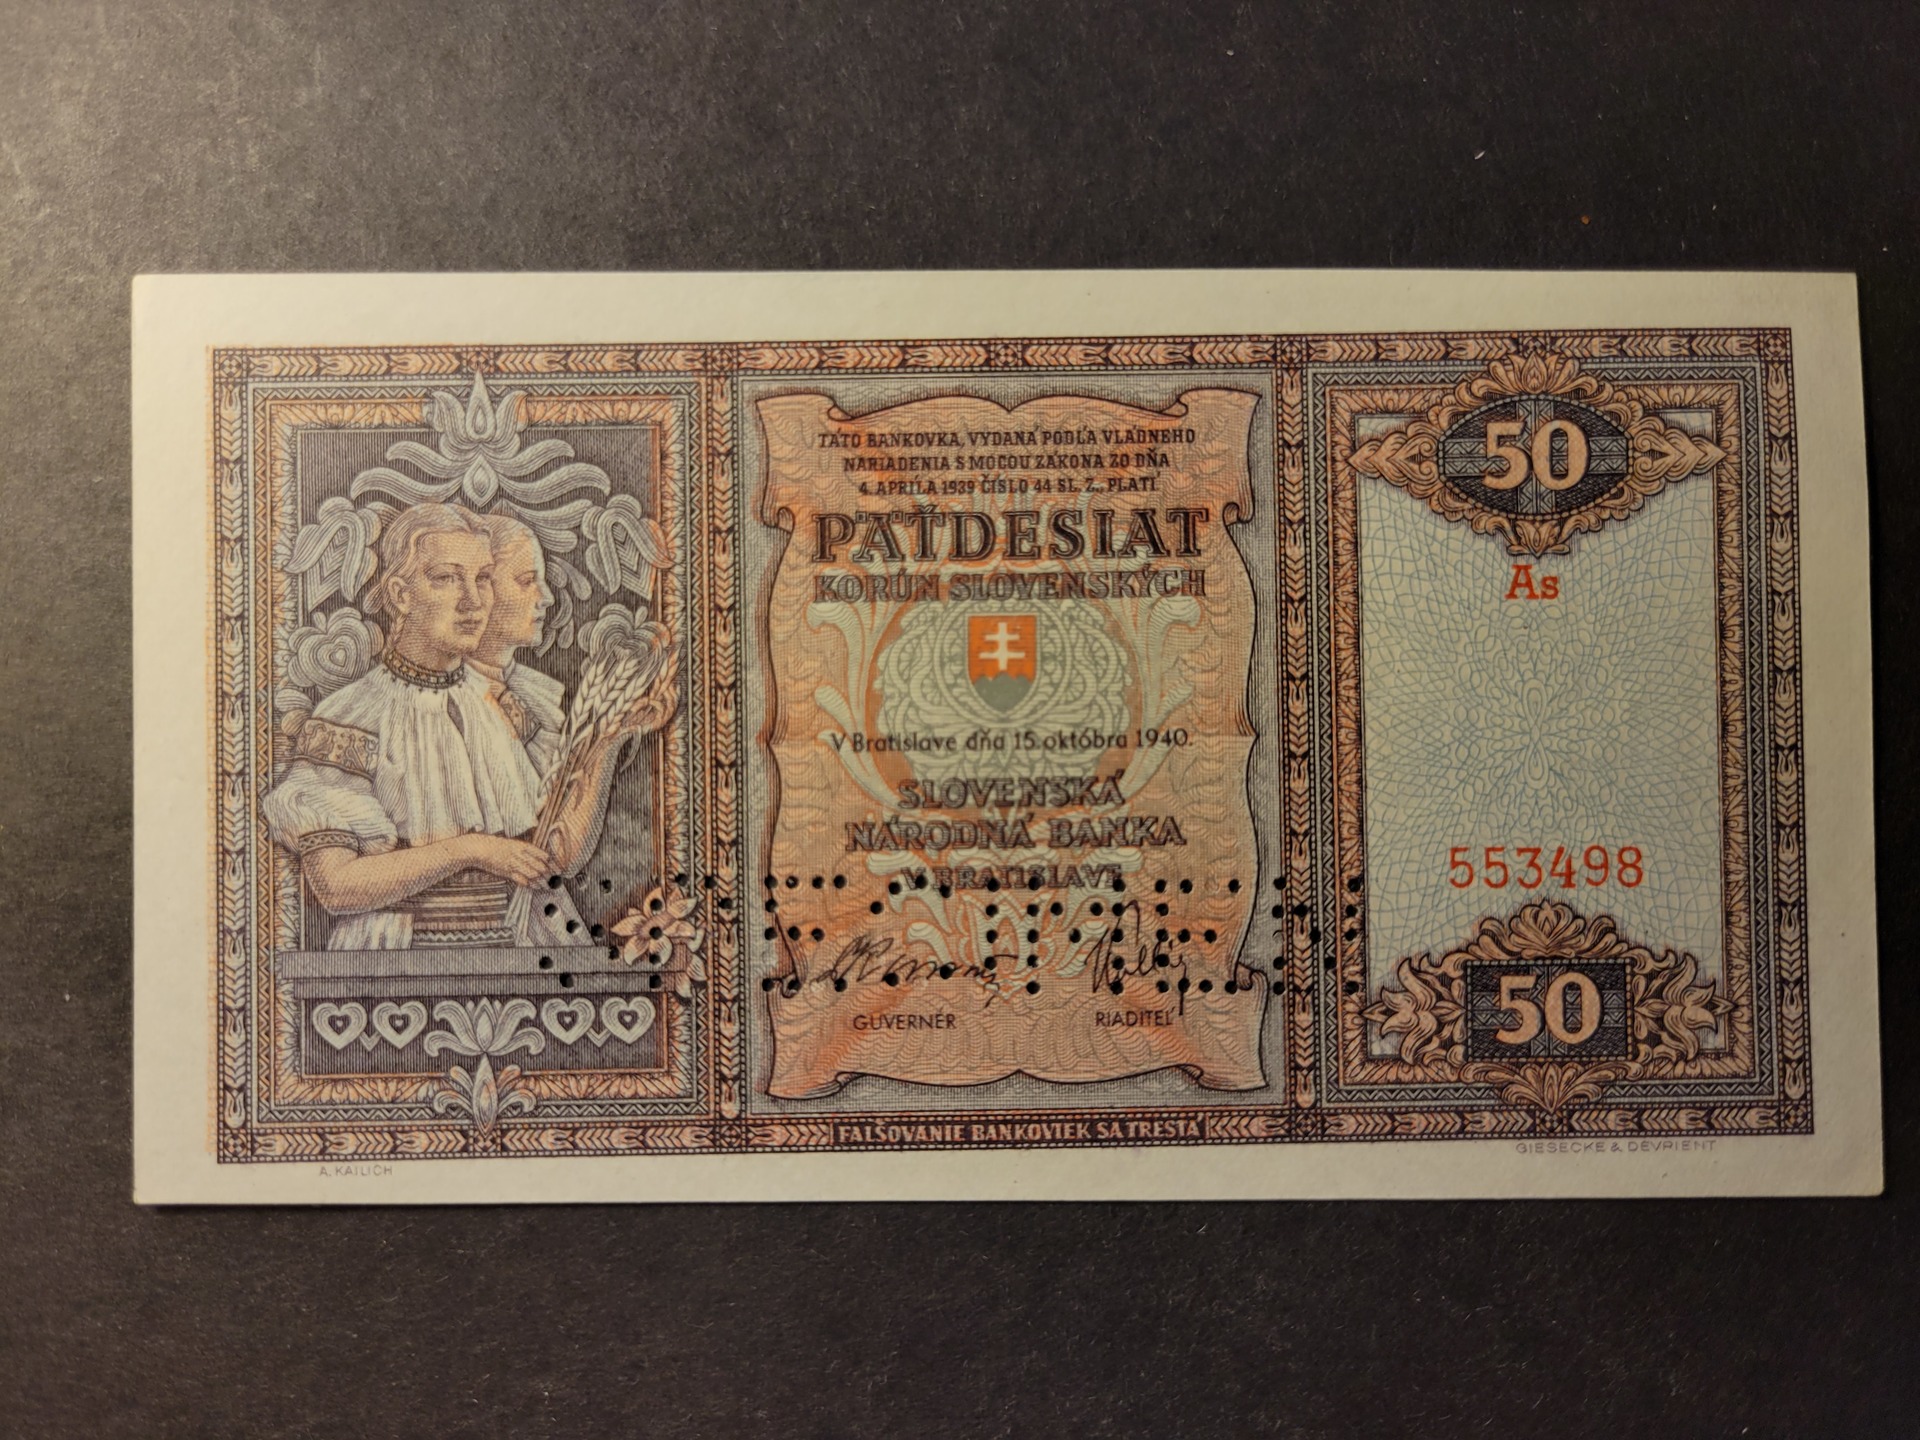 TÁTO BANKOVKA, VYDANÁ PODĽA VLÁDNEHO
NARIADENIA S MOCOU ZÁKONA ZO DŇA
4. APRÍLA 1939 ČÍSLO 44 SL. Z., PLATÍ
PÄŤDESIAT
KORÚN SLOVENSKÝCH
V Bratislave dňa 15. októbra 1940.
SLOVENSKÁ
NÁRODNÁ BANKA
V BRATISLAVE
GUVERNÉR
RIADITEĽ
FALŠOVANIE BANKOVIEK SA TRESTÁ
50
As
553498
50
SPECIMEN
A. KAILICH
GIESECKE & DEVRIENT